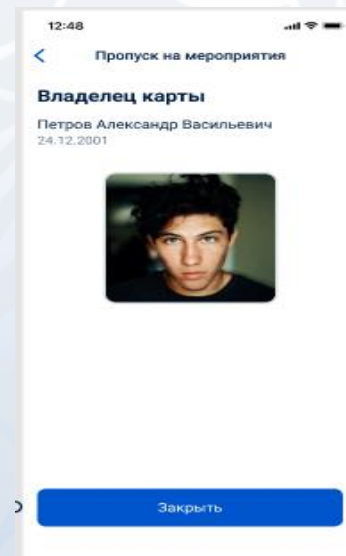 12:48
Пропуск на мероприятия
Владелец карты
Петров Александр Васильевич
24.12.2001
Закрыть